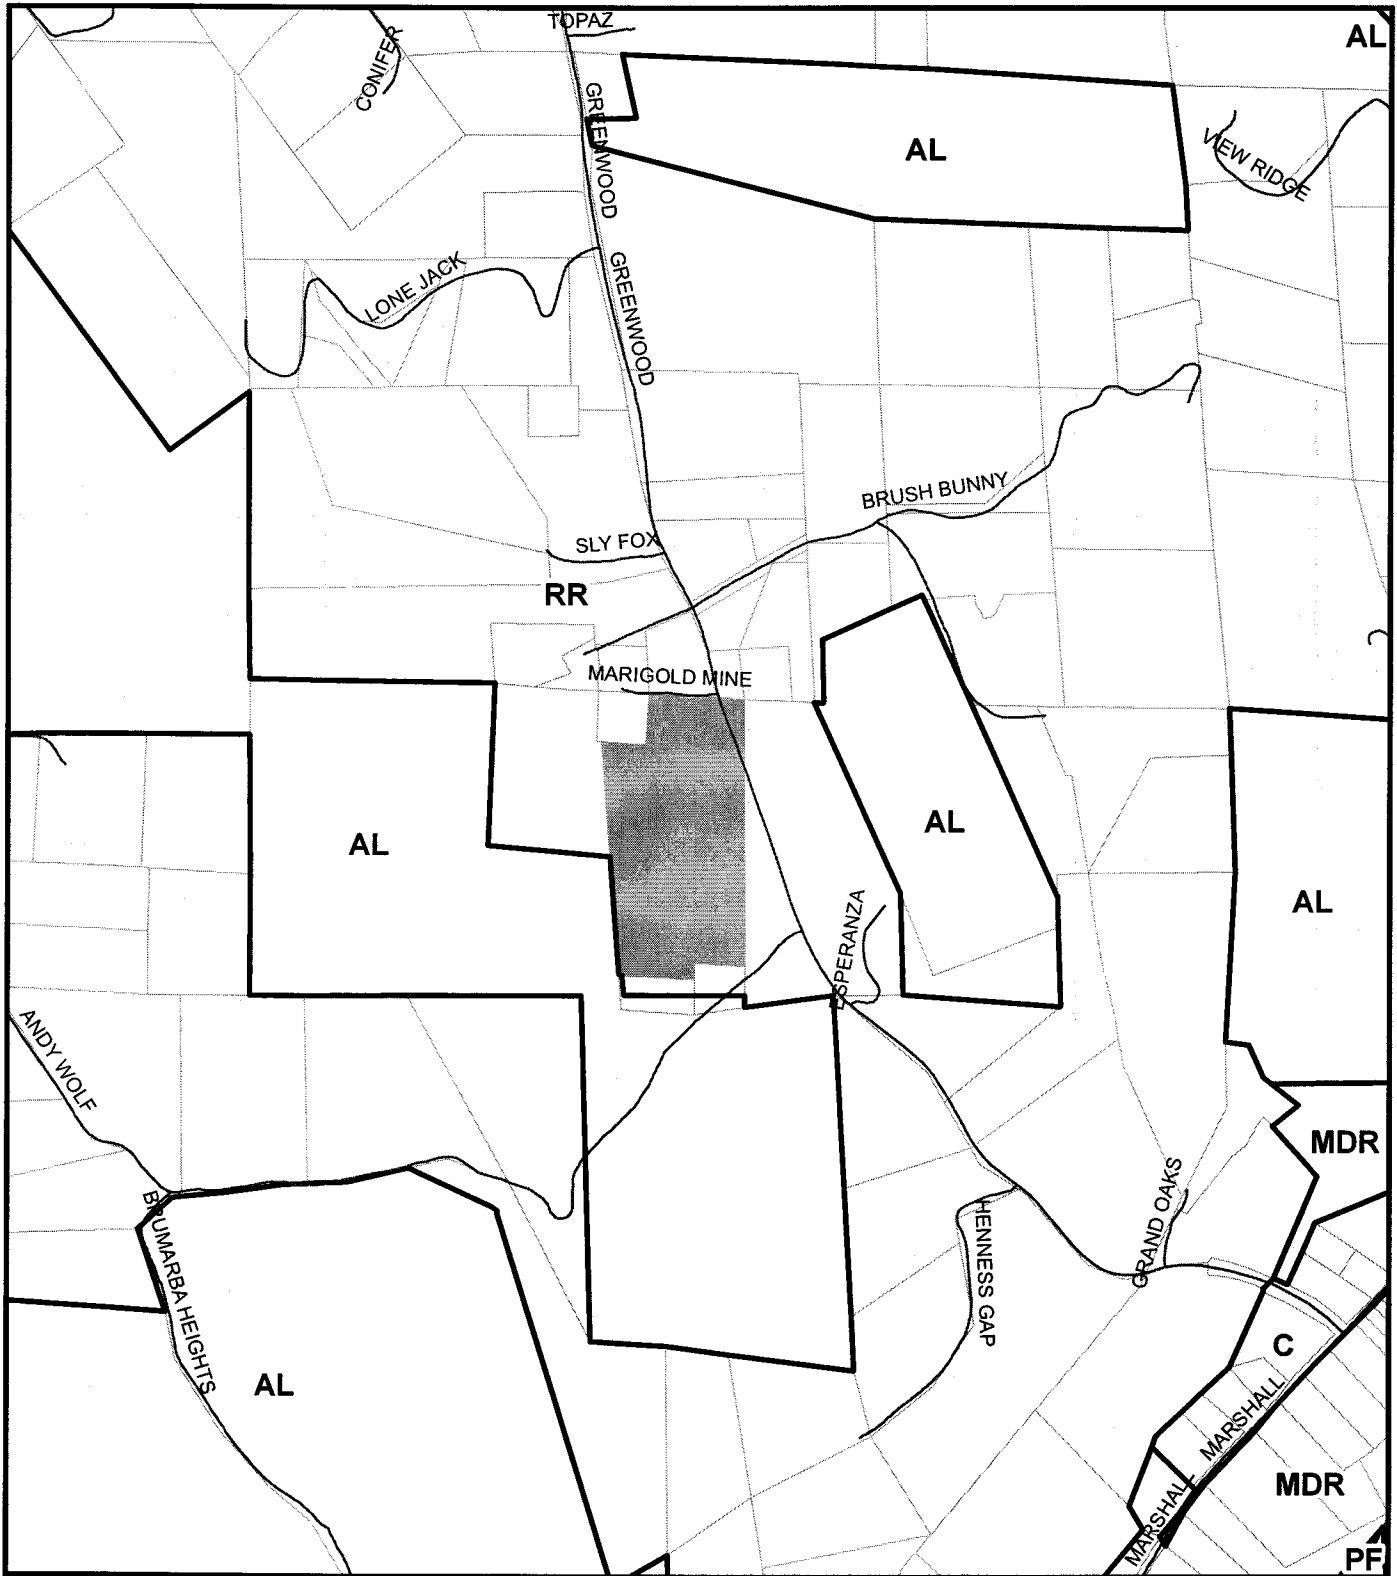 TOPAZ
AL
CONIFER
GREENWOOD
AL
VIEW RIDGE
LONE JACK
GREENWOOD
BRUSH BUNNY
SLY FOX
RR
MARIGOLD MINE
AL
AL
AL
ESPERANZA
ANDY WOLF
MDR
GRAND OAKS
BRUMARBA HEIGHTS
HENNESS GAP
AL
C
MARSHALL
MDR
MARSHALL
PF